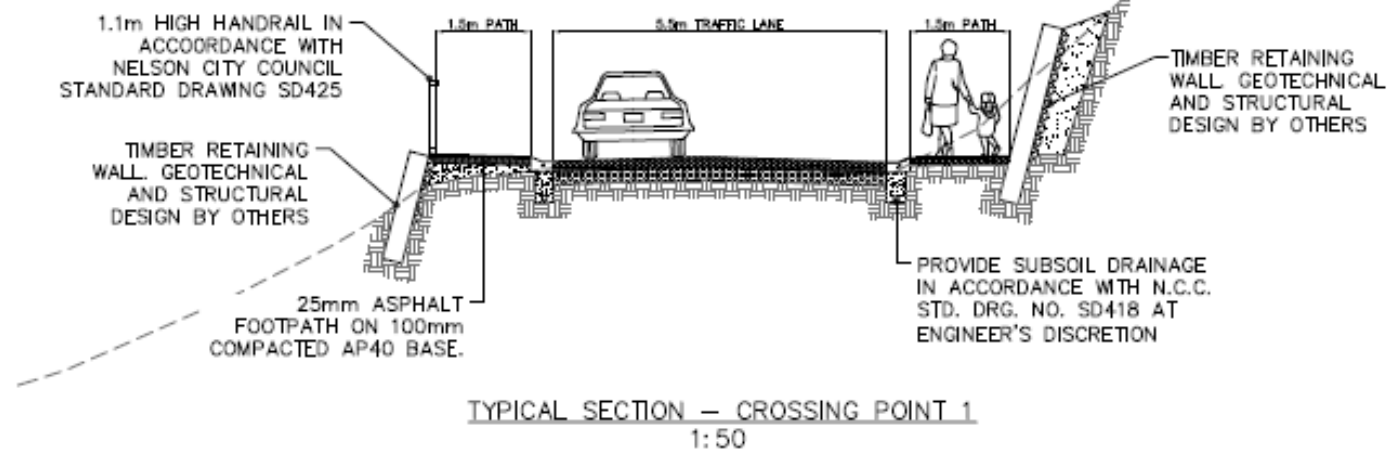 1.1m HIGH HANDRAIL IN
ACCOORDANCE WITH
NELSON CITY COUNCIL
STANDARD DRAWING SD425
1.5m PATH
5.5m TRAFFIC LANE
1.5m PATH
TIMBER RETAINING
WALL. GEOTECHNICAL
AND STRUCTURAL
DESIGN BY OTHERS
TIMBER RETAINING
WALL. GEOTECHNICAL
AND STRUCTURAL
DESIGN BY OTHERS
25mm ASPHALT
FOOTPATH ON 100mm
COMPACTED AP40 BASE.
PROVIDE SUBSOIL DRAINAGE
IN ACCORDANCE WITH N.C.C.
STD. DRG. NO. SD418 AT
ENGINEER'S DISCRETION
TYPICAL SECTION – CROSSING POINT 1
1:50